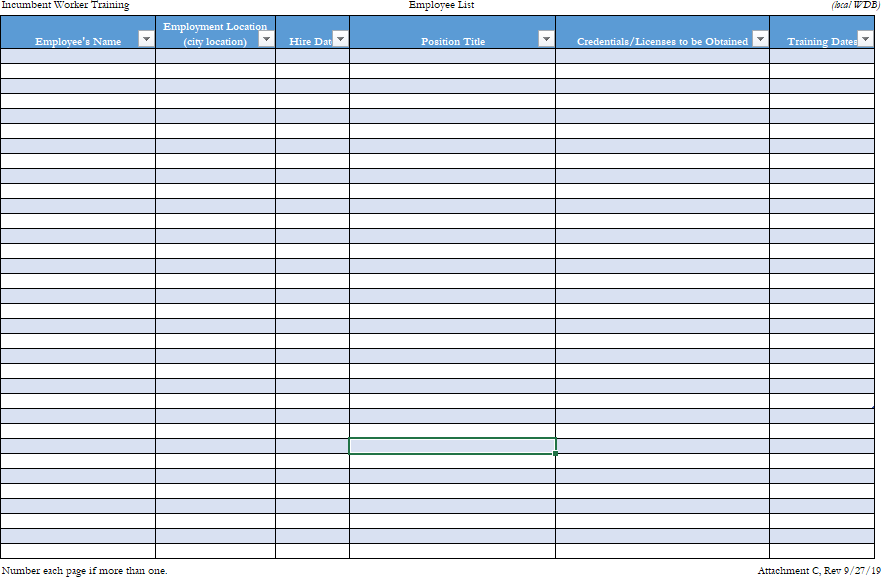 Incumbent Worker Training
Employee List
(local WDB)
Employee's Name
Employment Location
(city location)
Hire Dat
Position Title
Credentials/Licenses to be Obtained
Training Dates
Number each page if more than one.
Attachment C, Rev 9/27/19